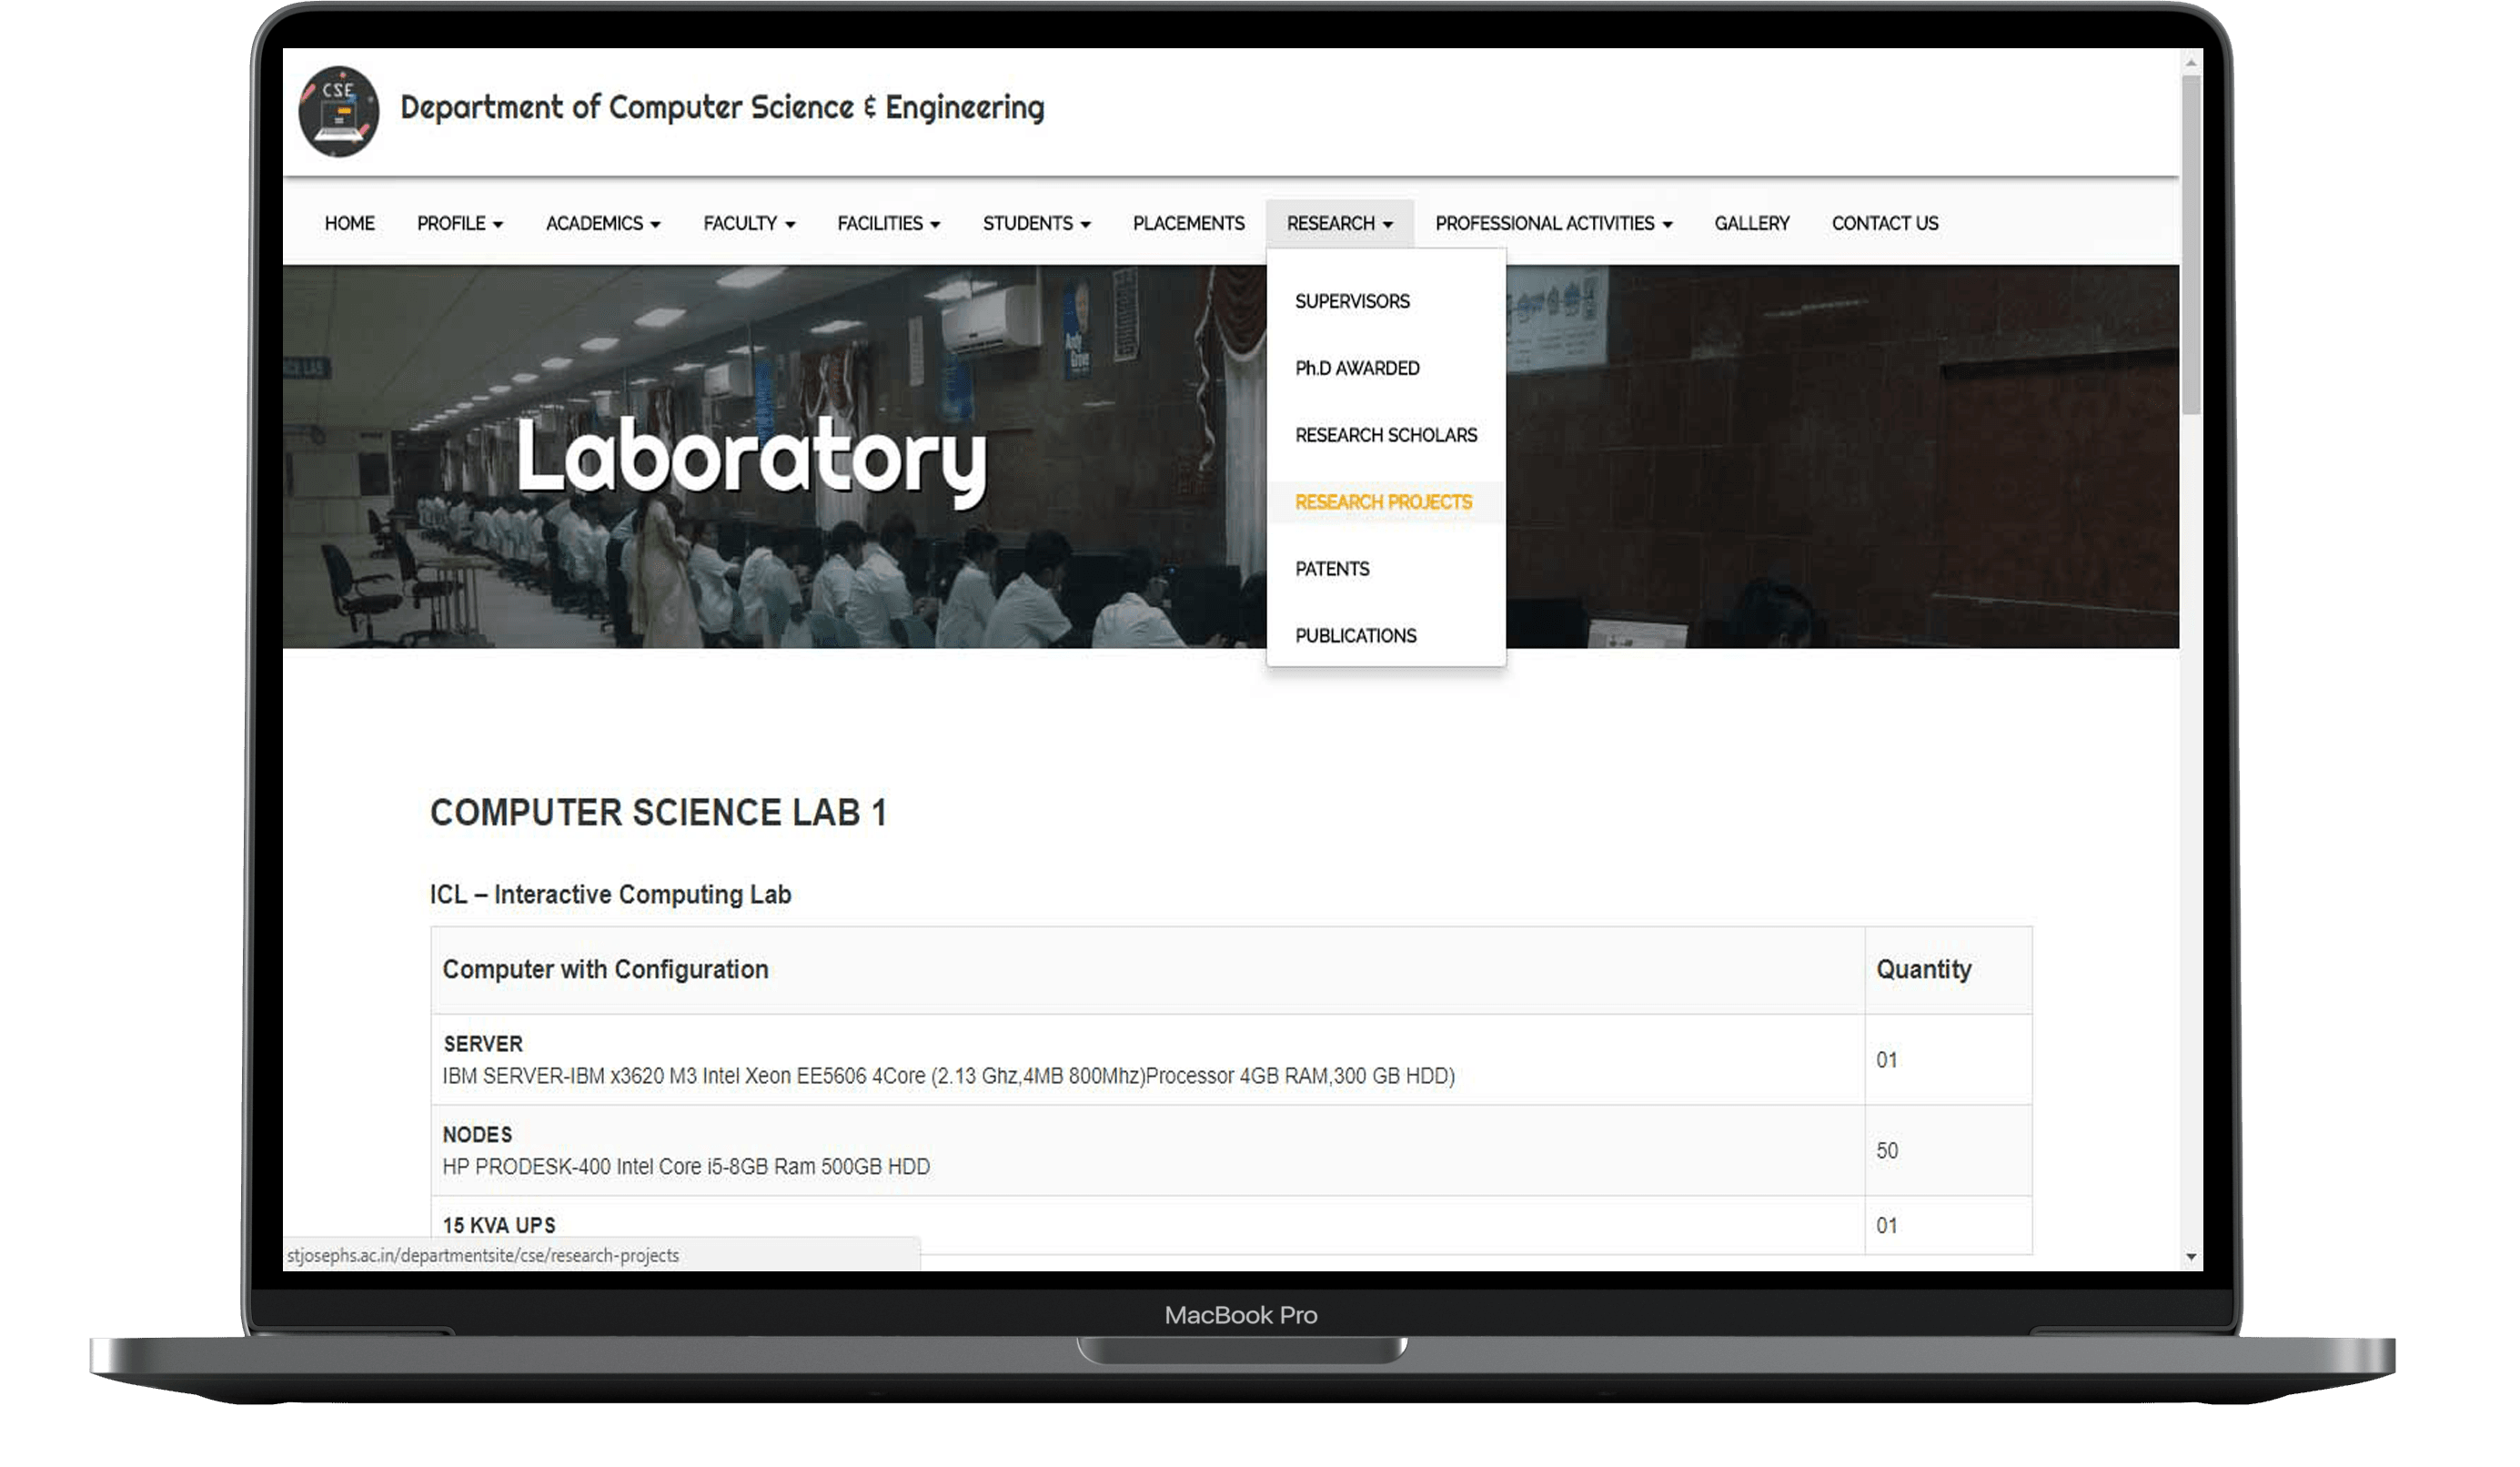 CSE
Department of Computer Science & Engineering
HOME PROFILE ACADEMICS FACULTY FACILITIES STUDENTS PLACEMENTS RESEARCH PROFESSIONAL ACTIVITIES GALLERY CONTACT US
SUPERVISORS
Ph.D AWARDED
RESEARCH SCHOLARS
RESEARCH PROJECTS
PATENTS
PUBLICATIONS
LAB
Andy
Grove
Laboratory
COMPUTER SCIENCE LAB 1
ICL – Interactive Computing Lab
Computer with Configuration Quantity
SERVER
IBM SERVER-IBM x3620 M3 Intel Xeon EE5606 4Core (2.13 Ghz,4MB 800Mhz)Processor 4GB RAM,300 GB HDD) 01
NODES
HP PRODESK-400 Intel Core i5-8GB Ram 500GB HDD 50
15 KVA UPS 01
stjosephs.ac.in/departmentsite/cse/research-projects
MacBook Pro